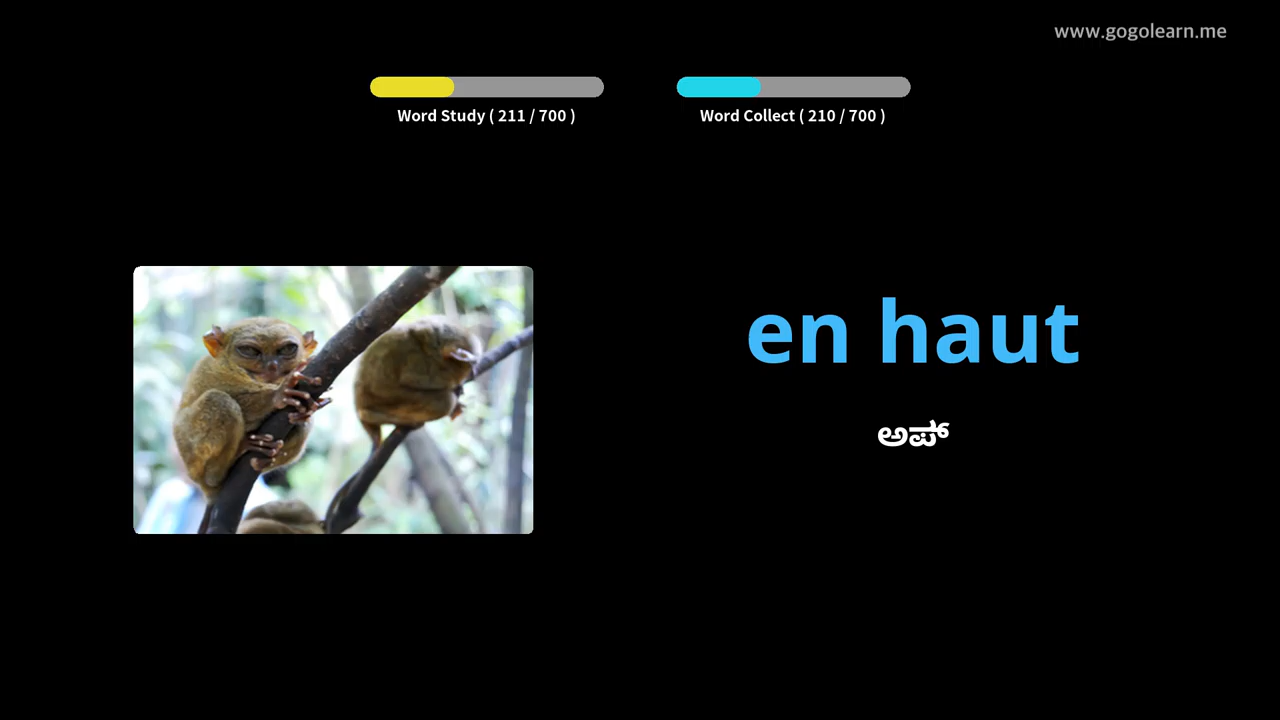 www.gogolearn.me
Word Study ( 211 / 700 )
Word Collect ( 210 / 700 )
en haut
ಅಪ್